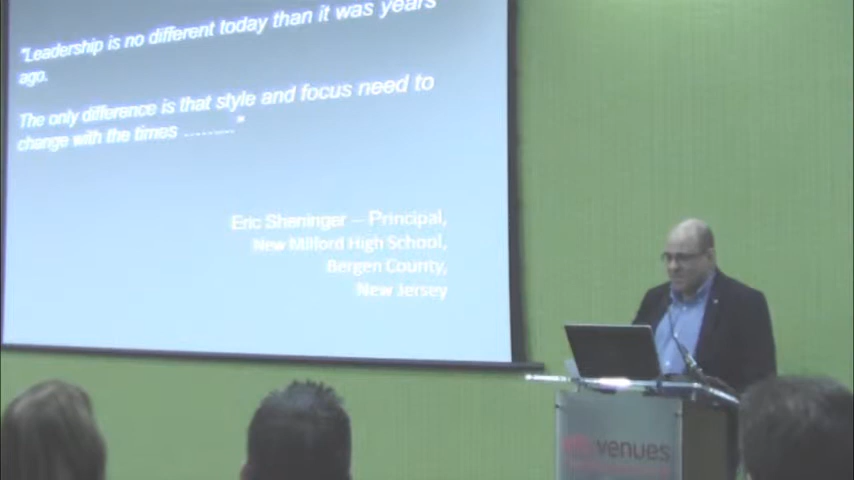 "Leadership is no different today than it was years
ago.
The only difference is that style and focus need to
change with the times ........."
Eric Sheninger – Principal,
New Milford High School,
Bergen County,
New Jersey
venues